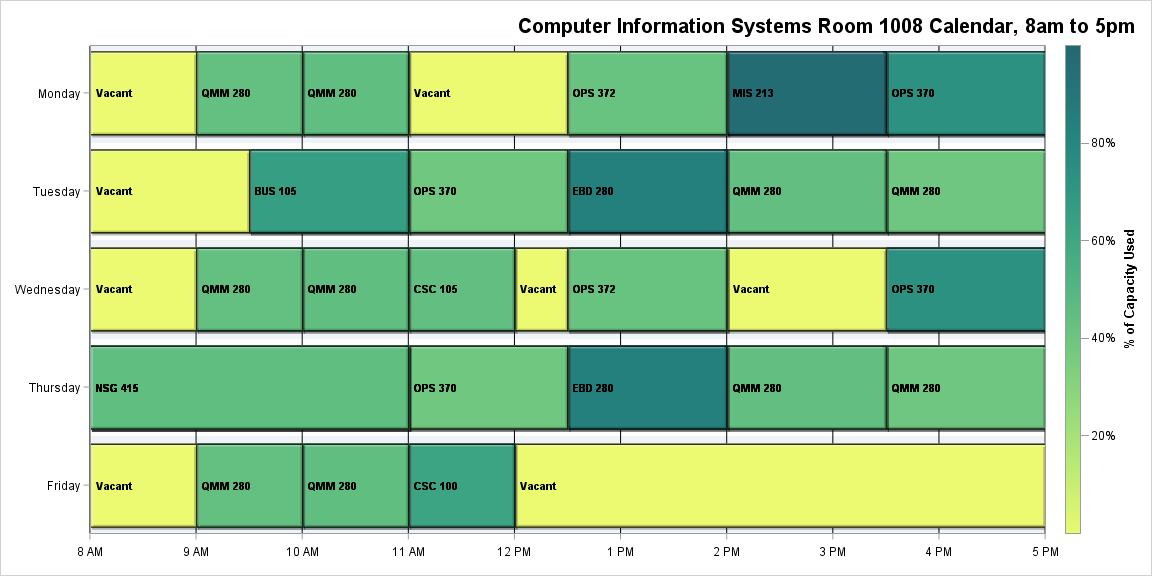 Computer Information Systems Room 1008 Calendar, 8am to 5pm
Monday Vacant QMM 280 QMM 280 Vacant OPS 372 MIS 213 OPS 370
Tuesday Vacant BUS 105 OPS 370 EBD 280 QMM 280 QMM 280
Wednesday Vacant QMM 280 QMM 280 CSC 105 Vacant OPS 372 Vacant OPS 370
Thursday NSG 415 OPS 370 EBD 280 QMM 280 QMM 280
Friday Vacant QMM 280 QMM 280 CSC 100 Vacant
8 AM 9 AM 10 AM 11 AM 12 PM 1 PM 2 PM 3 PM 4 PM 5 PM
80%
60%
40%
20%
% of Capacity Used